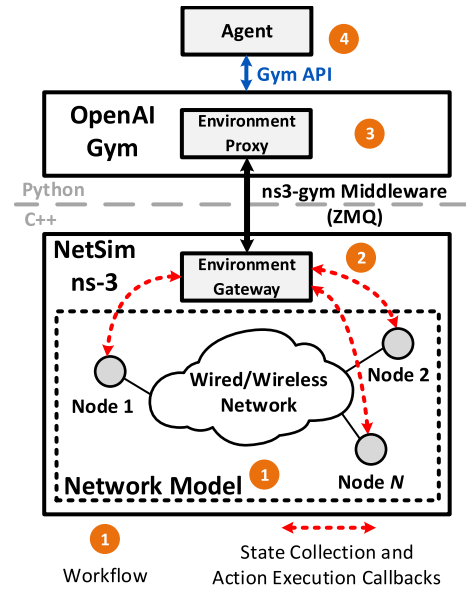 Agent
4
Gym API
OpenAI
Gym
Environment
Proxy
3
Python
ns3-gym Middleware
(ZMQ)
C++
NetSim
ns-3
Environment
Gateway
2
Wired/Wireless
Network
Node 1
Node 2
Node N
Network Model
1
1
Workflow
State Collection and
Action Execution Callbacks